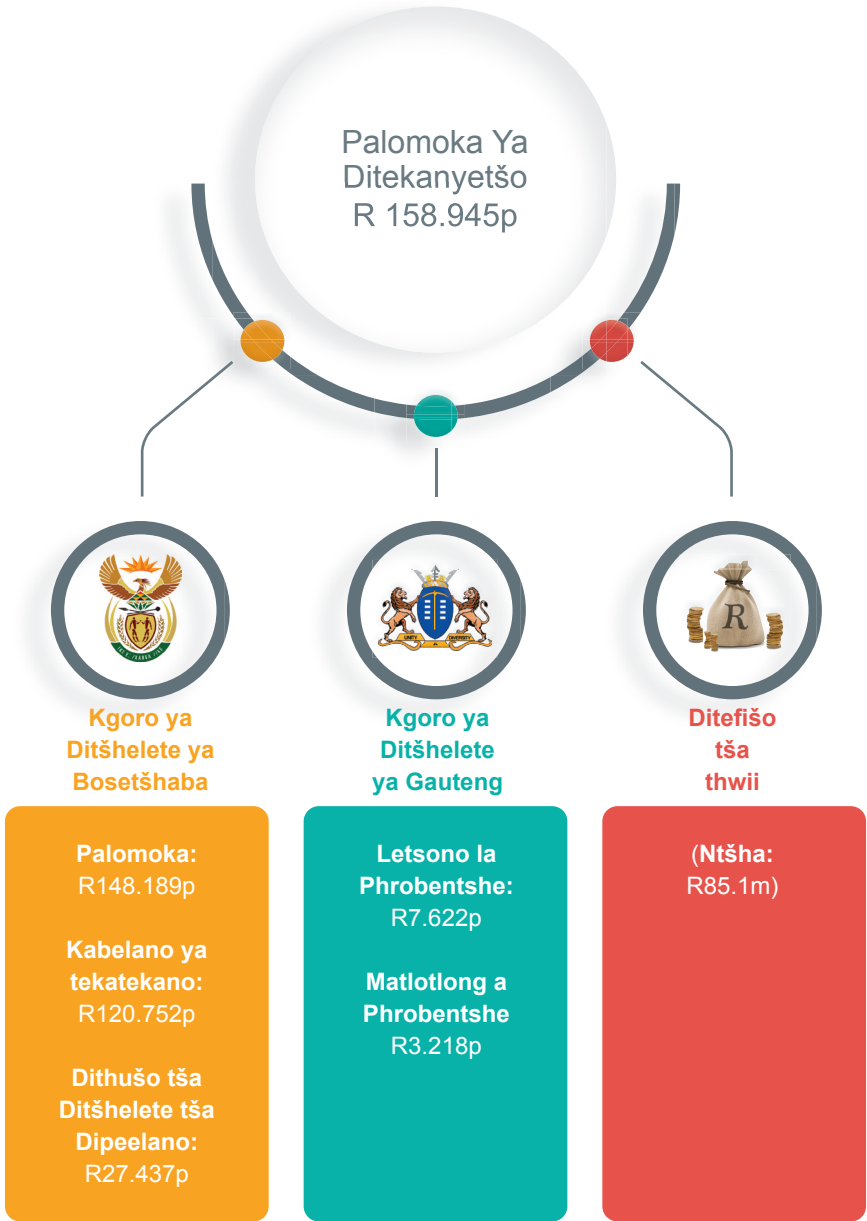 Palomoka Ya
Ditekanyetšo
R 158.945p
UNITY
DIVERSITY
R
Kgoro ya
Ditšhelete ya
Bosetšhaba
Palomoka:
R148.189p
Kabelano ya
tekatekano:
R120.752p
Dithušo tša
Ditšhelete tša
Dipeelano:
R27.437p
Kgoro ya
Ditšhelete
ya Gauteng
Letsono la
Phrobentshe:
R7.622p
Matlotlong a
Phrobentshe
R3.218p
Ditefišo
tša
thwii
(Ntšha:
R85.1m)